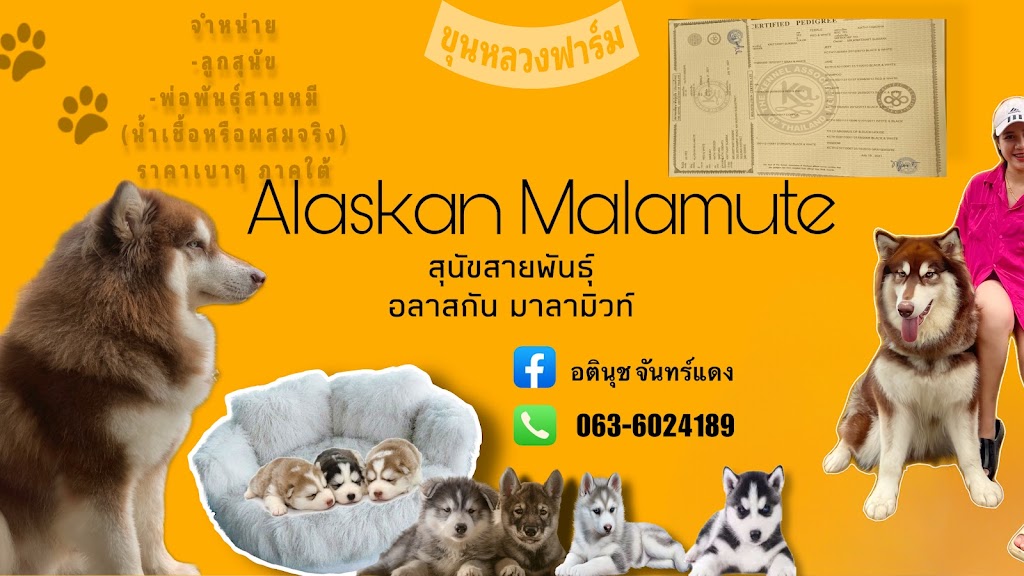 จำหน่าย
-ลูกสุนัข
-พ่อพันธุ์สายหมี
(น้ำเชื้อหรือผสมจริง)
ราคาเบาๆ ภาคใต้
ขุนหลวงฟาร์ม
CERTIFIED PEDIGREE
THAILAND
Alaskan Malamute
สุนัขสายพันธุ์
อลาสกัน มาลามิวท์
อตินุช จันทร์แดง
063-6024189